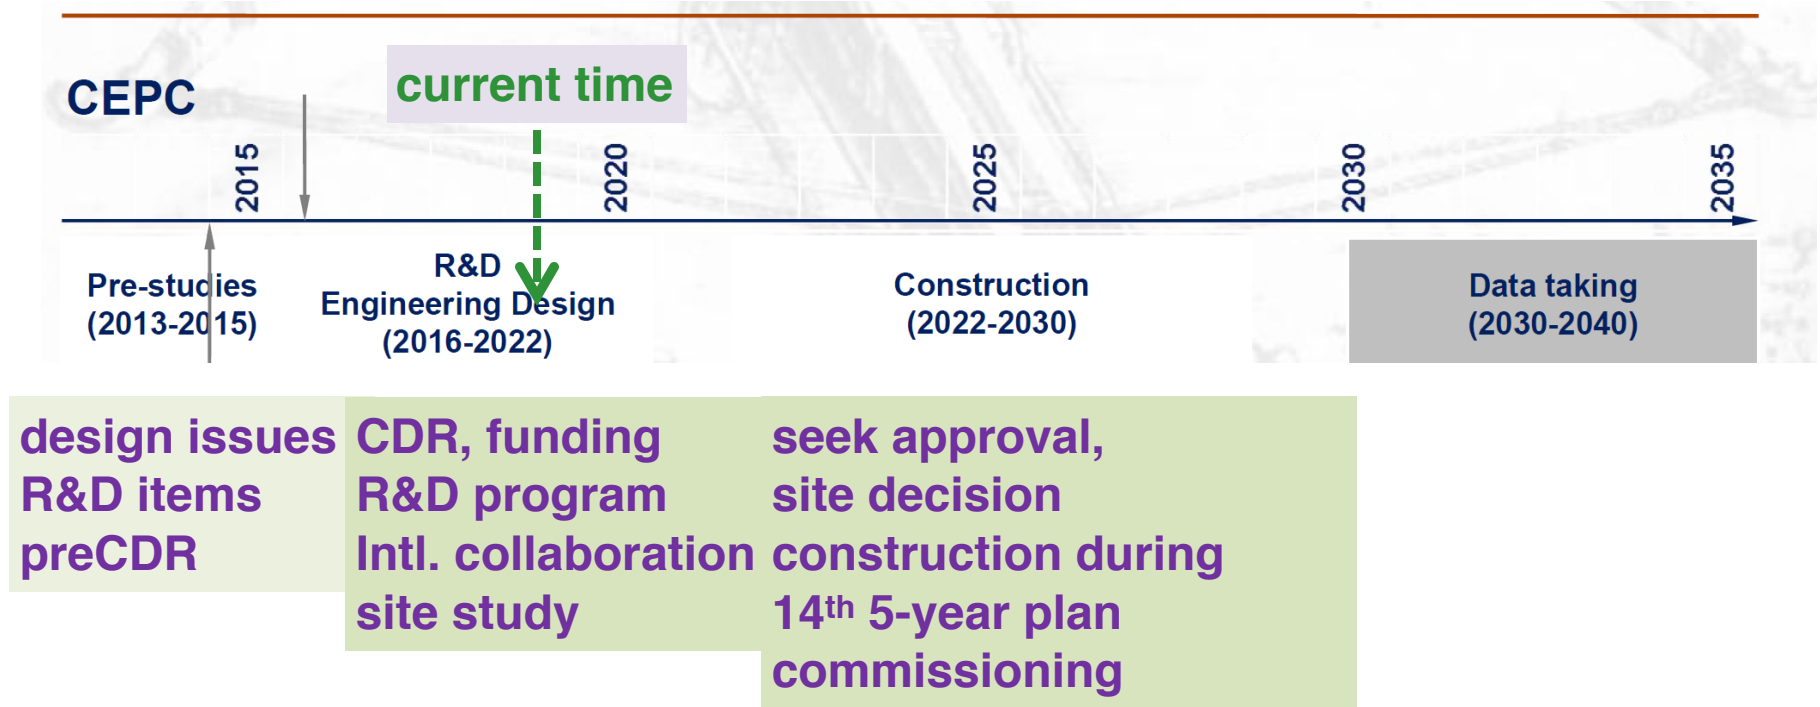 CEPC
current time
2015
2020
2025
2030
2035
Pre-studies
(2013-2015)
R&D
Engineering Design
(2016-2022)
Construction
(2022-2030)
Data taking
(2030-2040)
design issues
R&D items
preCDR
CDR, funding
R&D program
Intl. collaboration
site study
seek approval,
site decision
construction during
14th 5-year plan
commissioning